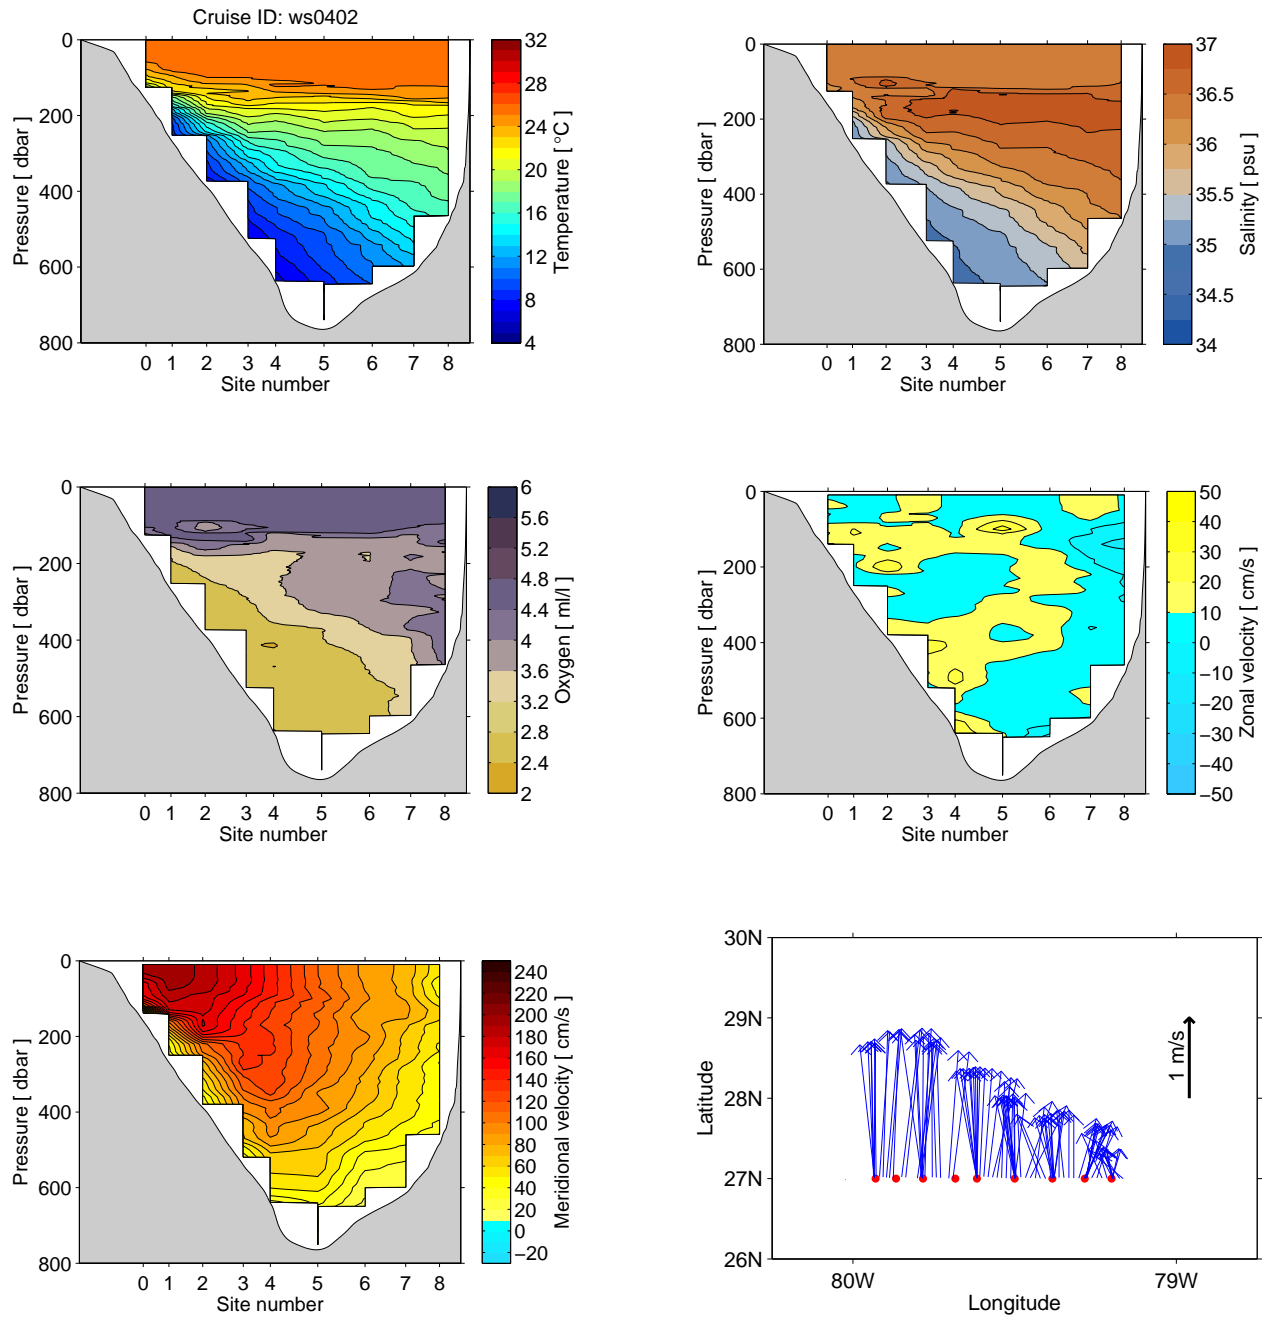 Cruise ID: ws0402
0
200
400
600
800
Pressure [ dbar]
0 1 2 3 4 5 6 7 8
Site number
32
28
24
20
16
12
8
4
Temperature [ °C]
0
200
400
600
800
Pressure [ dbar]
0 1 2 3 4 5 6 7 8
Site number
37
36.5
36
35.5
35
34.5
34
Salinity [ psu]
0
200
400
600
800
Pressure [ dbar]
0 1 2 3 4 5 6 7 8
Site number
6
5.6
5.2
4.8
4.4
4
3.6
3.2
2.8
2.4
2
Oxygen [ ml/l ]
0
200
400
600
800
Pressure [ dbar]
0 1 2 3 4 5 6 7 8
Site number
50
40
30
20
10
0
−10
−20
−30
−40
−50
Zonal velocity [ cm/s ]
0
200
400
600
800
Pressure [ dbar]
0 1 2 3 4 5 6 7 8
Site number
240
220
200
180
160
140
120
100
80
60
40
20
0
−20
Meridional velocity [ cm/s ]
30N
29N
28N
27N
26N
Latitude
1 m/s
80W 79W
Longitude